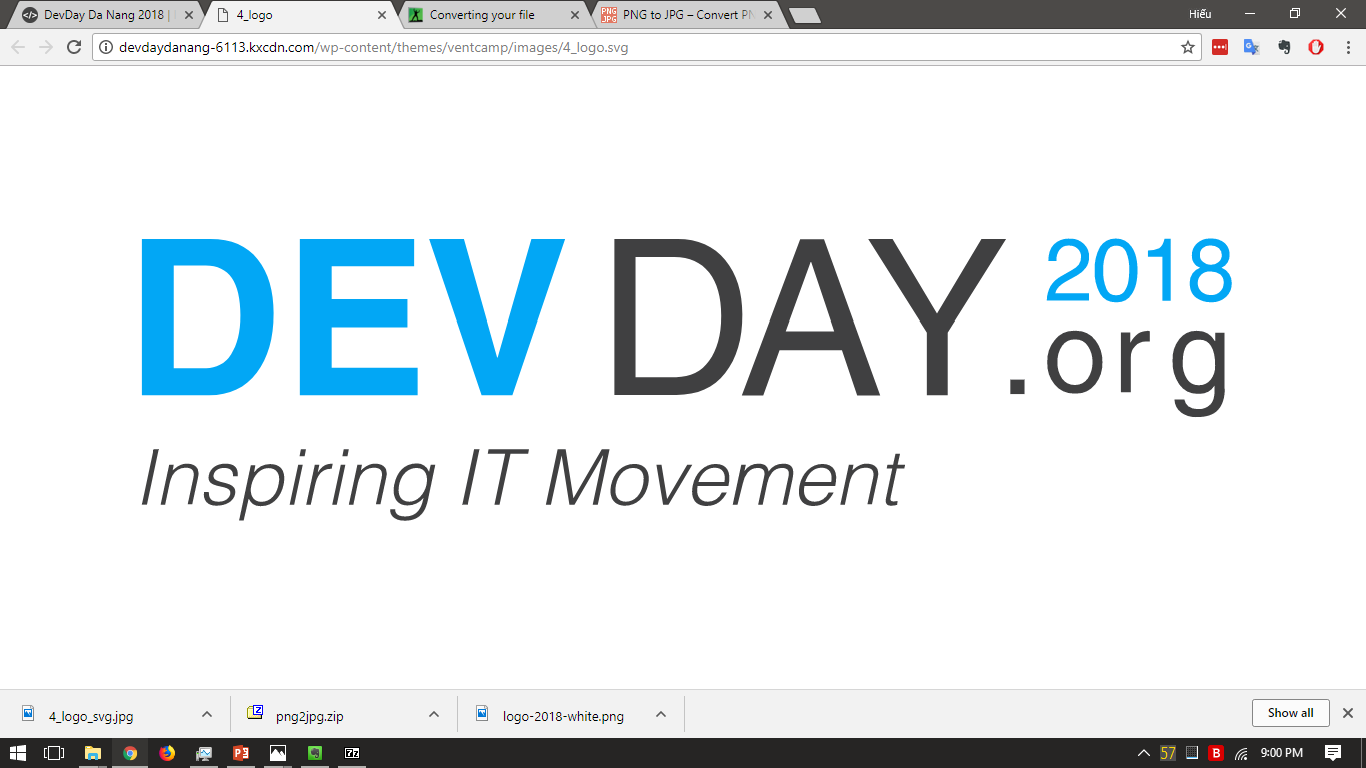 DevDay Da Nang 2018 |
4_logo
Converting your file
PNG to JPG – Convert PN
Hiếu
devdaydanang-6113.kxcdn.com/wp-content/themes/ventcamp/images/4_logo.svg
DEV DAY.org 2018
Inspiring IT Movement
4_logo_svg.jpg
png2jpg.zip
logo-2018-white.png
Show all
57
B
9:00 PM